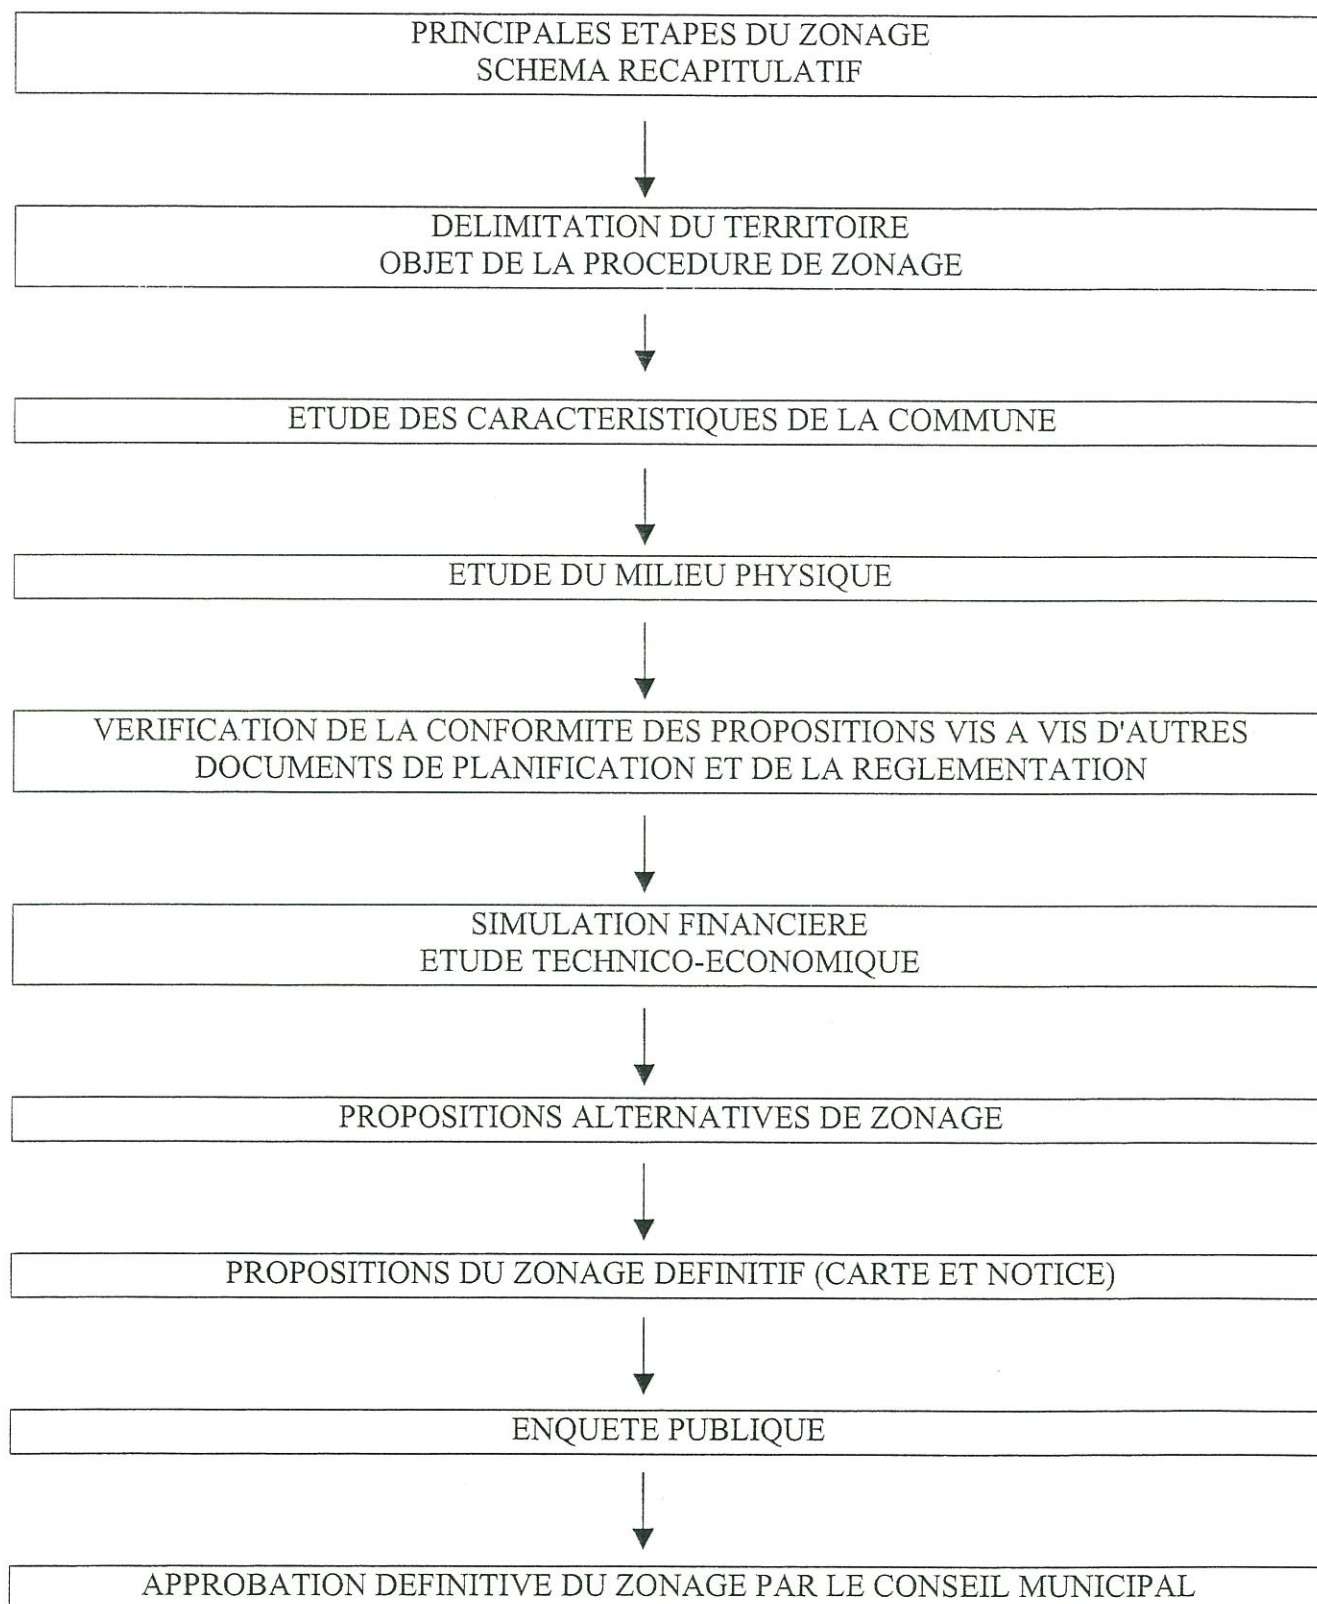 PRINCIPALES ETAPES DU ZONAGE
SCHEMA RECAPITULATIF
DELIMITATION DU TERRITOIRE
OBJET DE LA PROCEDURE DE ZONAGE
ETUDE DES CARACTERISTIQUES DE LA COMMUNE
ETUDE DU MILIEU PHYSIQUE
VERIFICATION DE LA CONFORMITE DES PROPOSITIONS VIS A VIS D'AUTRES
DOCUMENTS DE PLANIFICATION ET DE LA REGLEMENTATION
SIMULATION FINANCIERE
ETUDE TECHNICO-ECONOMIQUE
PROPOSITIONS ALTERNATIVES DE ZONAGE
PROPOSITIONS DU ZONAGE DEFINITIF (CARTE ET NOTICE)
ENQUETE PUBLIQUE
APPROBATION DEFINITIVE DU ZONAGE PAR LE CONSEIL MUNICIPAL